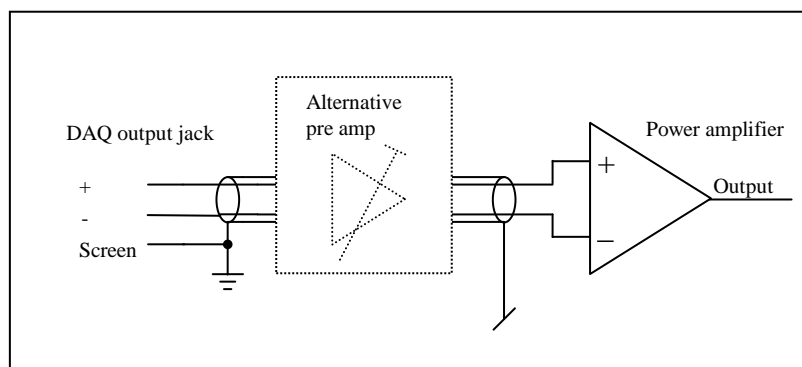 Alternative
pre amp
DAQ output jack
Power amplifier
+
-
Screen
+
−
Output